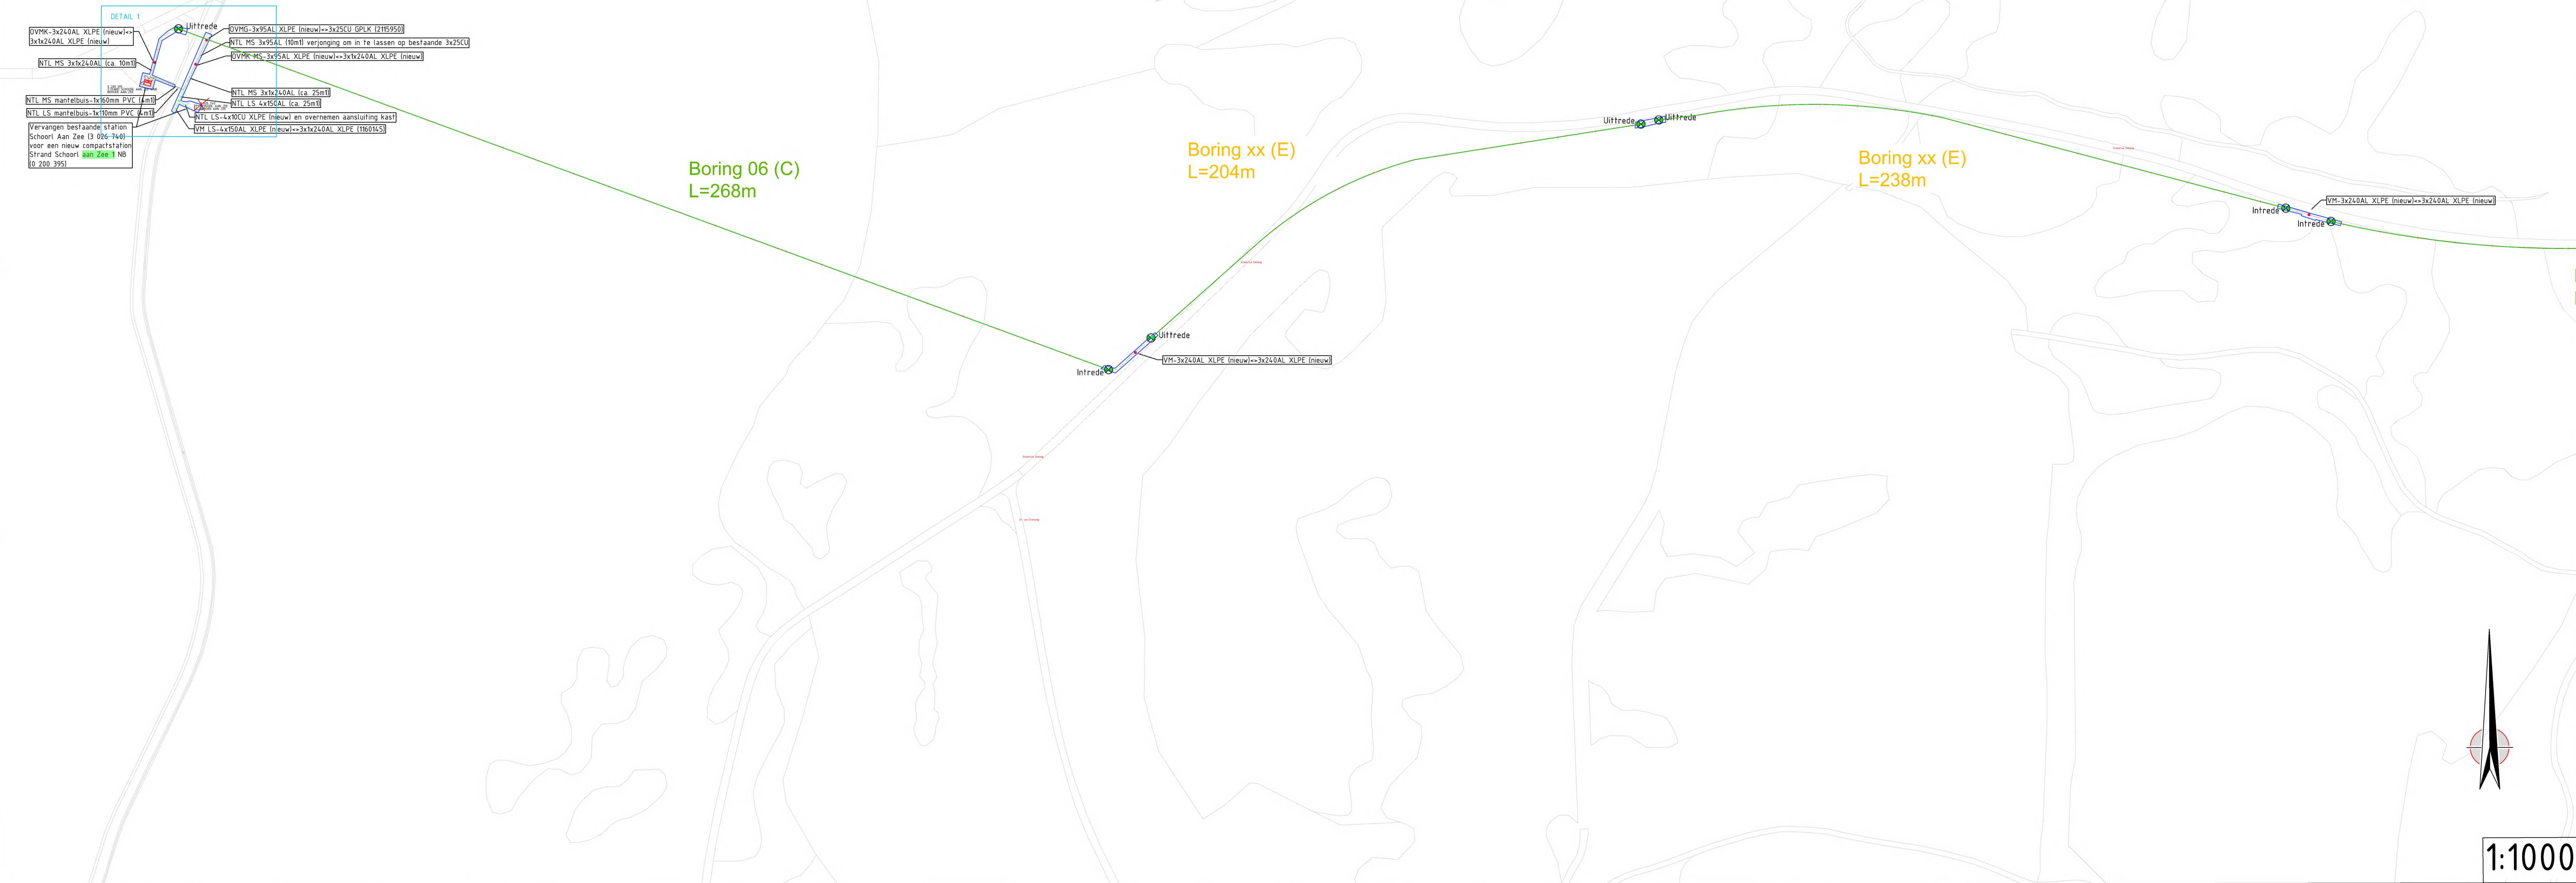 DETAIL 1
Uittrede
OVMK-3x240AL XLPE (nieuw)<=>
3x1x240AL XLPE (nieuw)
NTL MS 3x1x240AL (ca. 10m1)
NTL MS mantelbuis-1x160mm PVC (4m1)
NTL LS mantelbuis-1x110mm PVC (4m1)
Vervangen bestaande station
Schoorl Aan Zee (3 026 740)
voor een nieuw compactstation
Strand Schoorl aan Zee 1 NB
(0 200 395)
OVMG-3x95AL XLPE (nieuw)<=>3x25CU GPLK (2115950)
NTL MS 3x95AL (10m1) verjonging om in te lassen op bestaande 3x25CU
OVMK MS-3x95AL XLPE (nieuw)<=>3x1x240AL XLPE (nieuw)
NTL MS 3x1x240AL (ca. 25m1)
NTL LS 4x150AL (ca. 25m1)
NTL LS-4x10CU XLPE (nieuw) en overnemen aansluiting kast
VM LS-4x150AL XLPE (nieuw)<=>3x1x240AL XLPE (1160145)
Boring 06 (C)
L=268m
Boring xx (E)
L=204m
Uittrede
Uittrede
Boring xx (E)
L=238m
Intrede
Intrede
VM-3x240AL XLPE (nieuw)<=>3x240AL XLPE (nieuw)
Uittrede
Intrede
VM-3x240AL XLPE (nieuw)<=>3x240AL XLPE (nieuw)
1:1000